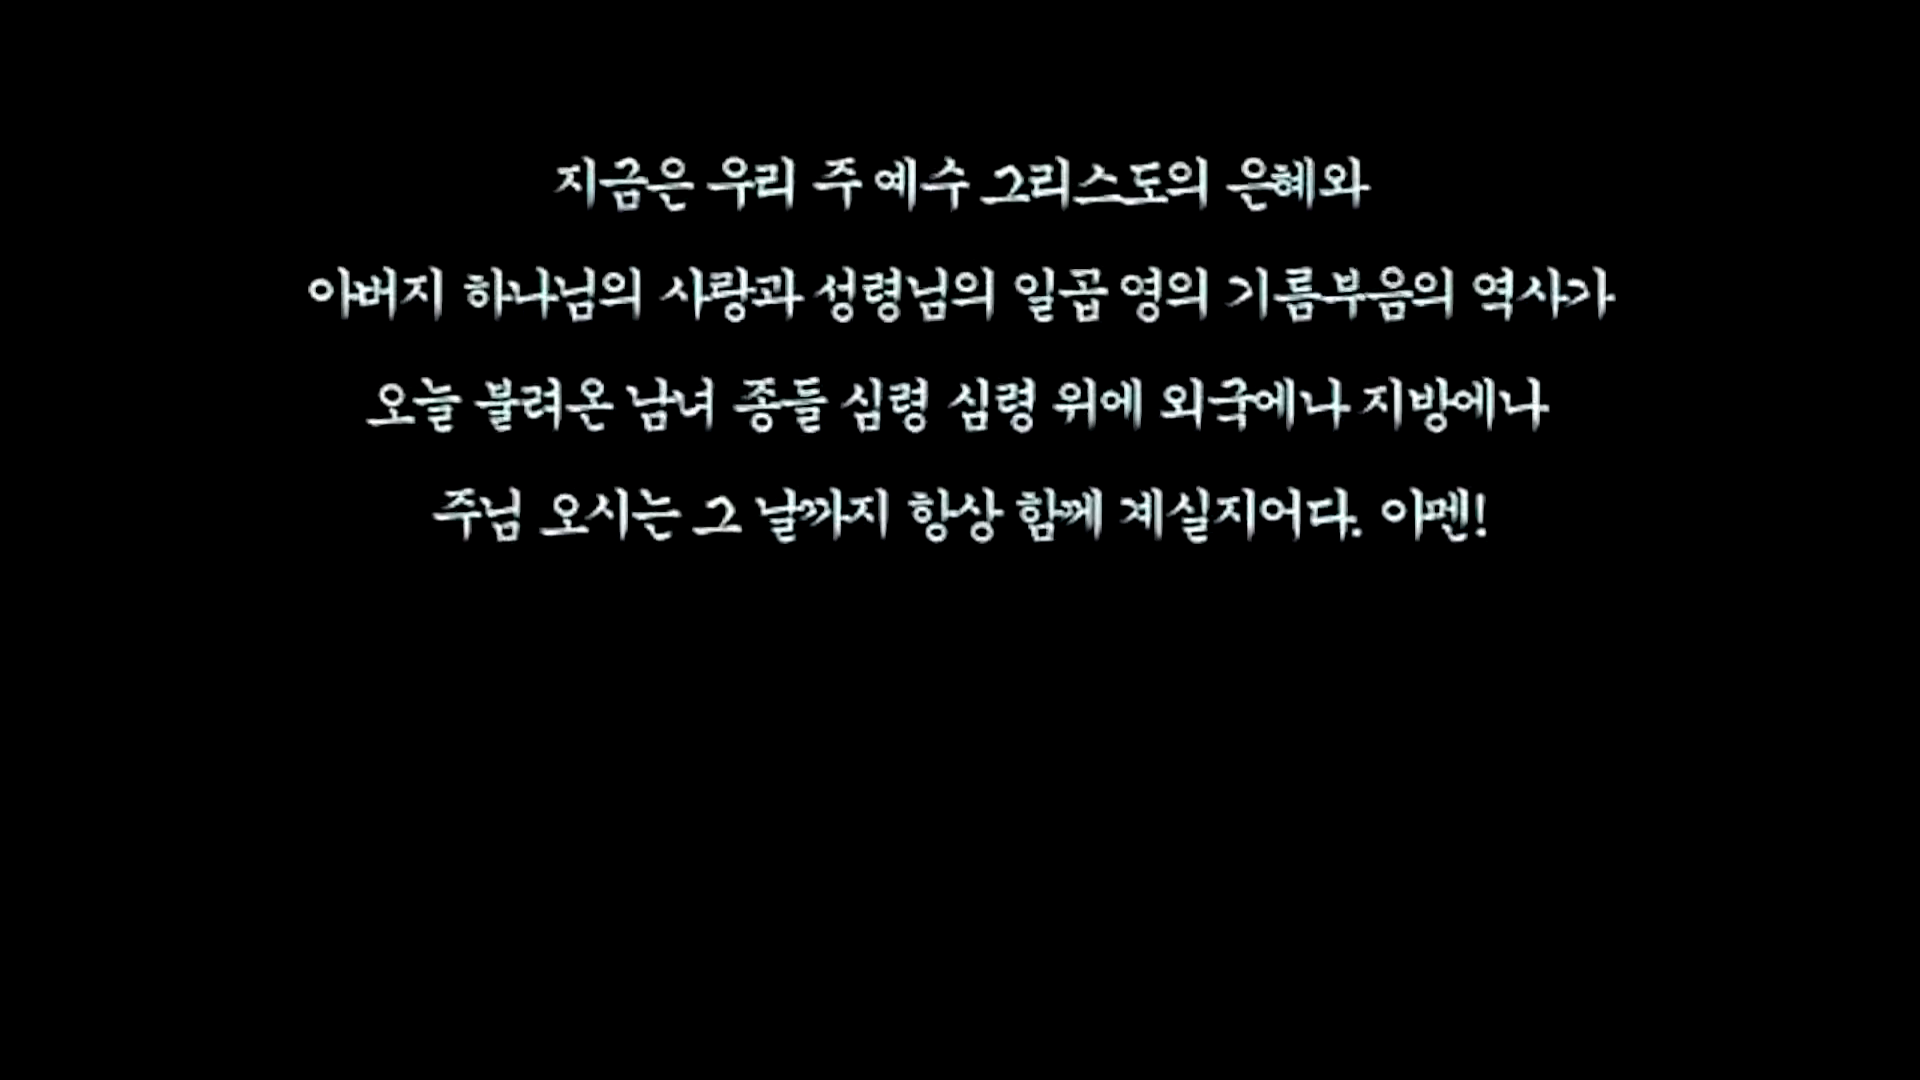 지금은 우리 주 예수 그리스도의 은혜와
아버지 하나님의 사랑과 성령님의 일곱 영의 기름부음의 역사가
오늘 불려온 남녀 종들 심령 심령 위에 외국에나 지방에나
주님 오시는 그 날까지 항상 함께 계실지어다. 아멘!